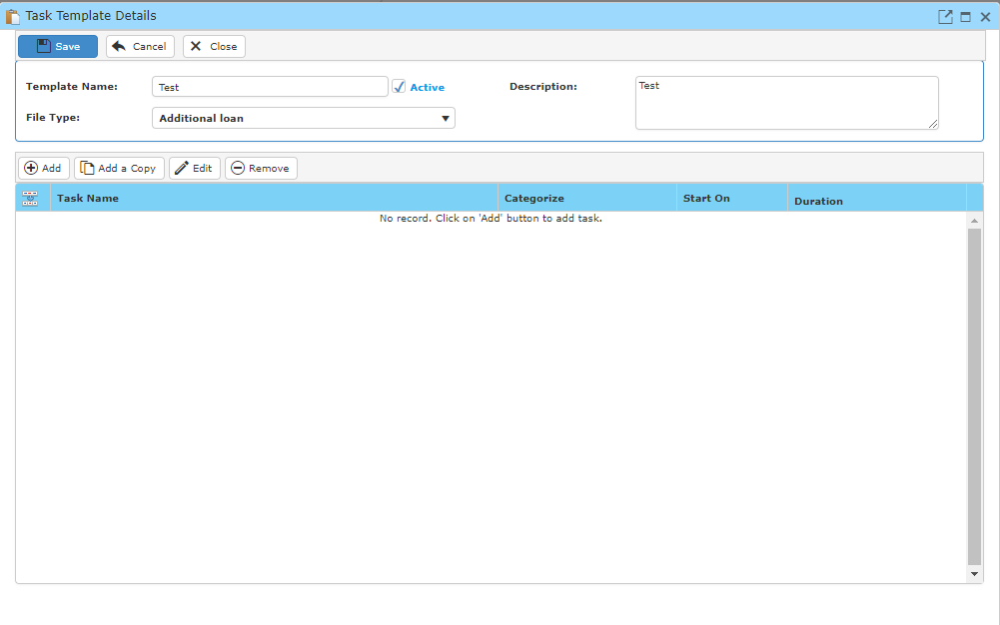 Task Template Details
Save Cancel Close
Template Name: Test Active Description: Test
File Type: Additional loan
Add Add a Copy Edit Remove
Task Name Categorize Start On Duration
No record. Click on 'Add' button to add task.